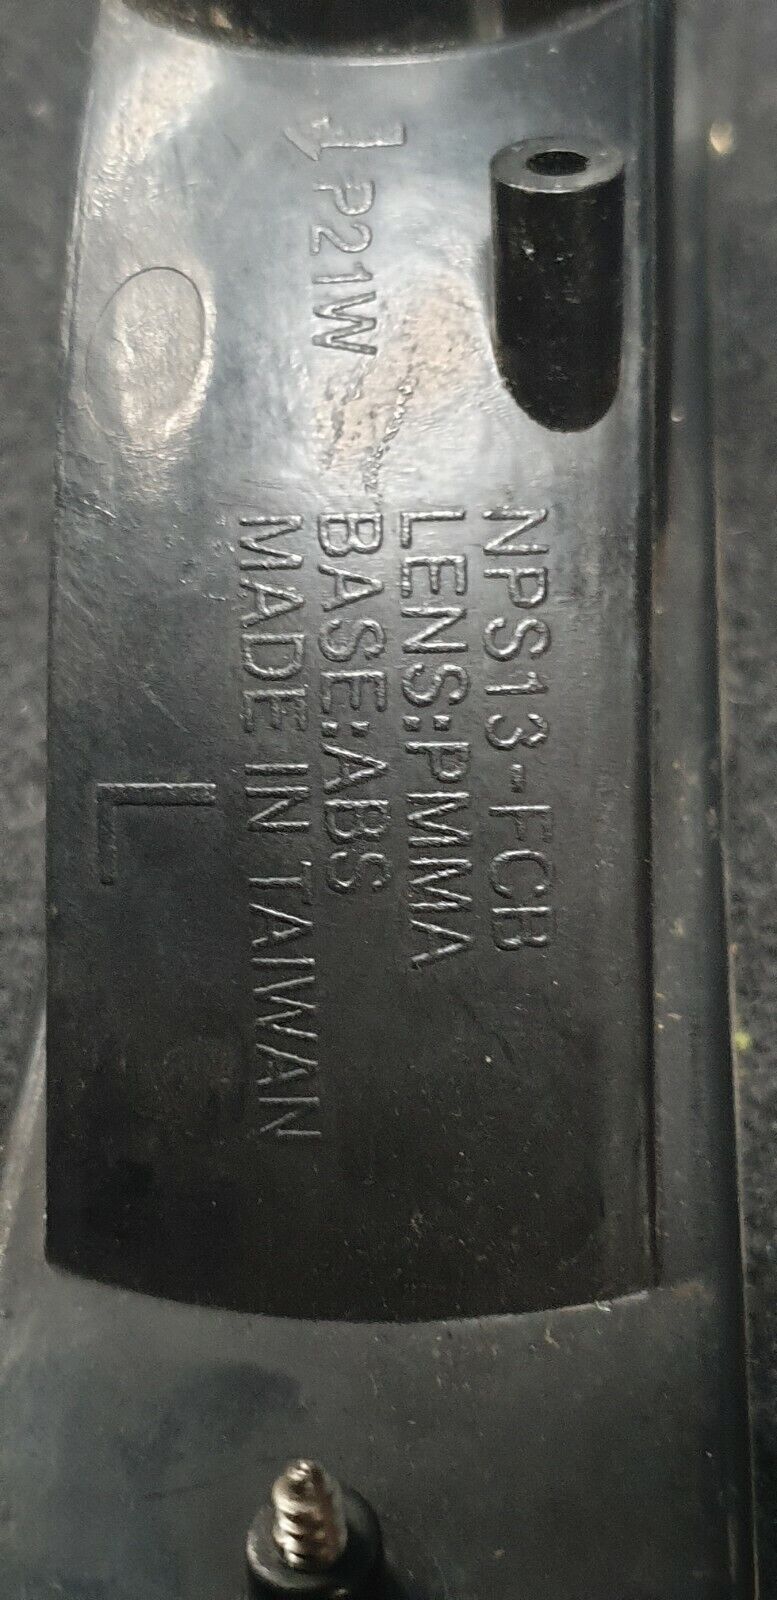 P21W
NPS13-FCB
LENS:PMMA
BASE:ABS
MADE IN TAIWAN
L